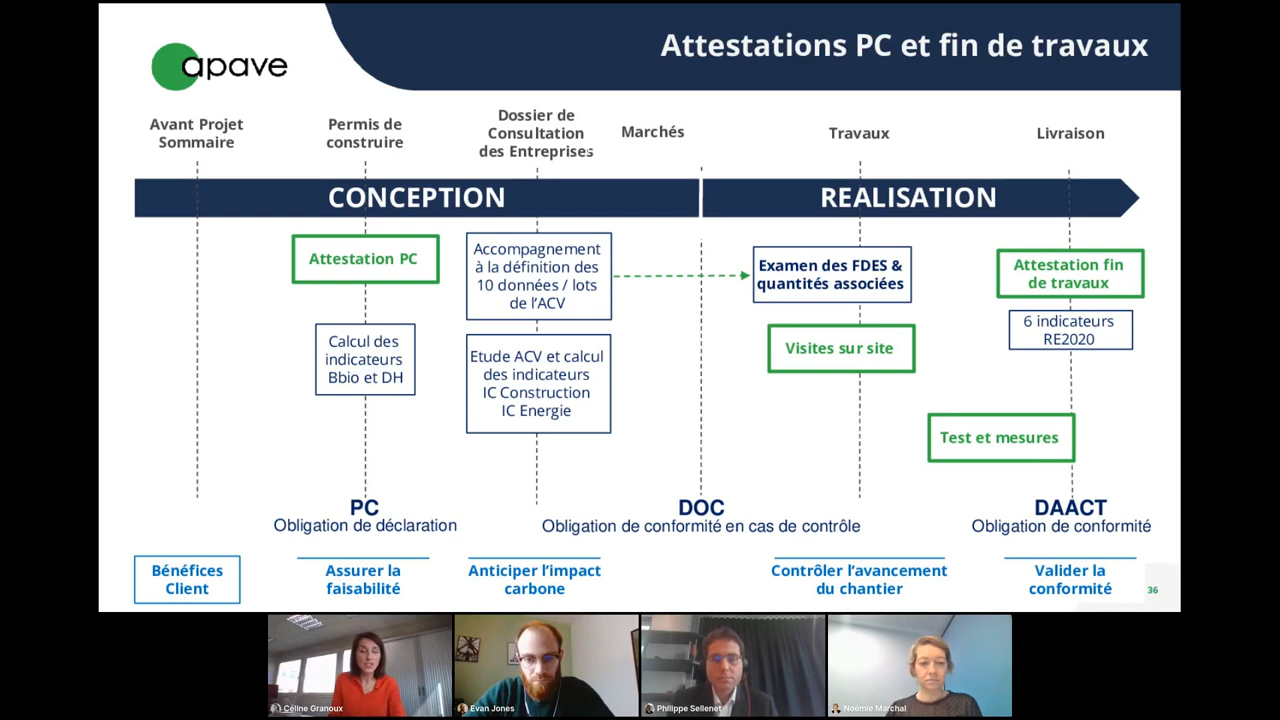 apave
Attestations PC et fin de travaux
Avant Projet
Sommaire
Permis de
construire
Dossier de
Consultation
des Entreprises
Marchés
Travaux
Livraison
CONCEPTION
REALISATION
Attestation PC
Accompagnement
à la définition des
10 données / lots
de l'ACV
Examen des FDES &
quantités associées
Attestation fin
de travaux
Calcul des
indicateurs
Bbio et DH
Etude ACV et calcul
des indicateurs
IC Construction
IC Energie
Visites sur site
6 indicateurs
RE2020
Test et mesures
PC
Obligation de déclaration
DOC
Obligation de conformité en cas de contrôle
DAACT
Obligation de conformité
Bénéfices
Client
Assurer la
faisabilité
Anticiper l'impact
carbone
Contrôler l'avancement
du chantier
Valider la
conformité
36
Céline Granoux
Evan Jones
Philippe Sellenet
Noémie Marchal